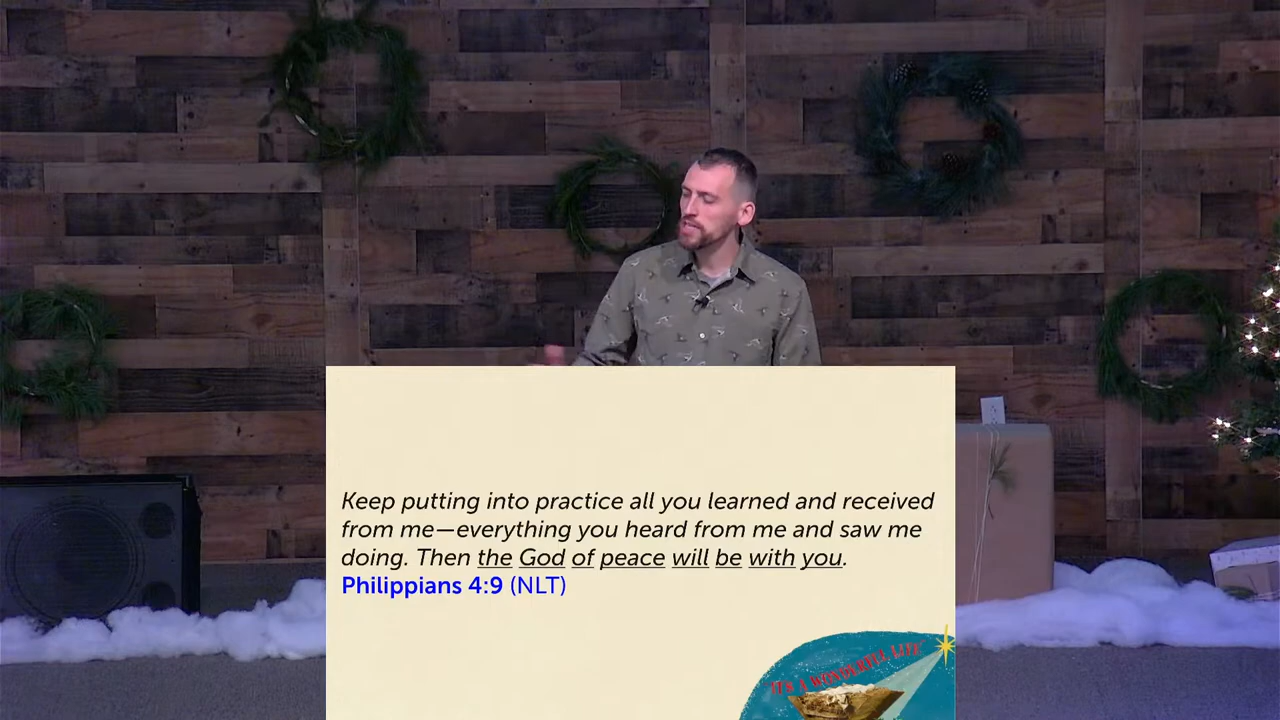 Keep putting into practice all you learned and received
from me—everything you heard from me and saw me
doing. Then the God of peace will be with you.
Philippians 4:9 (NLT)
IT'S A WONDERFUL LIFE